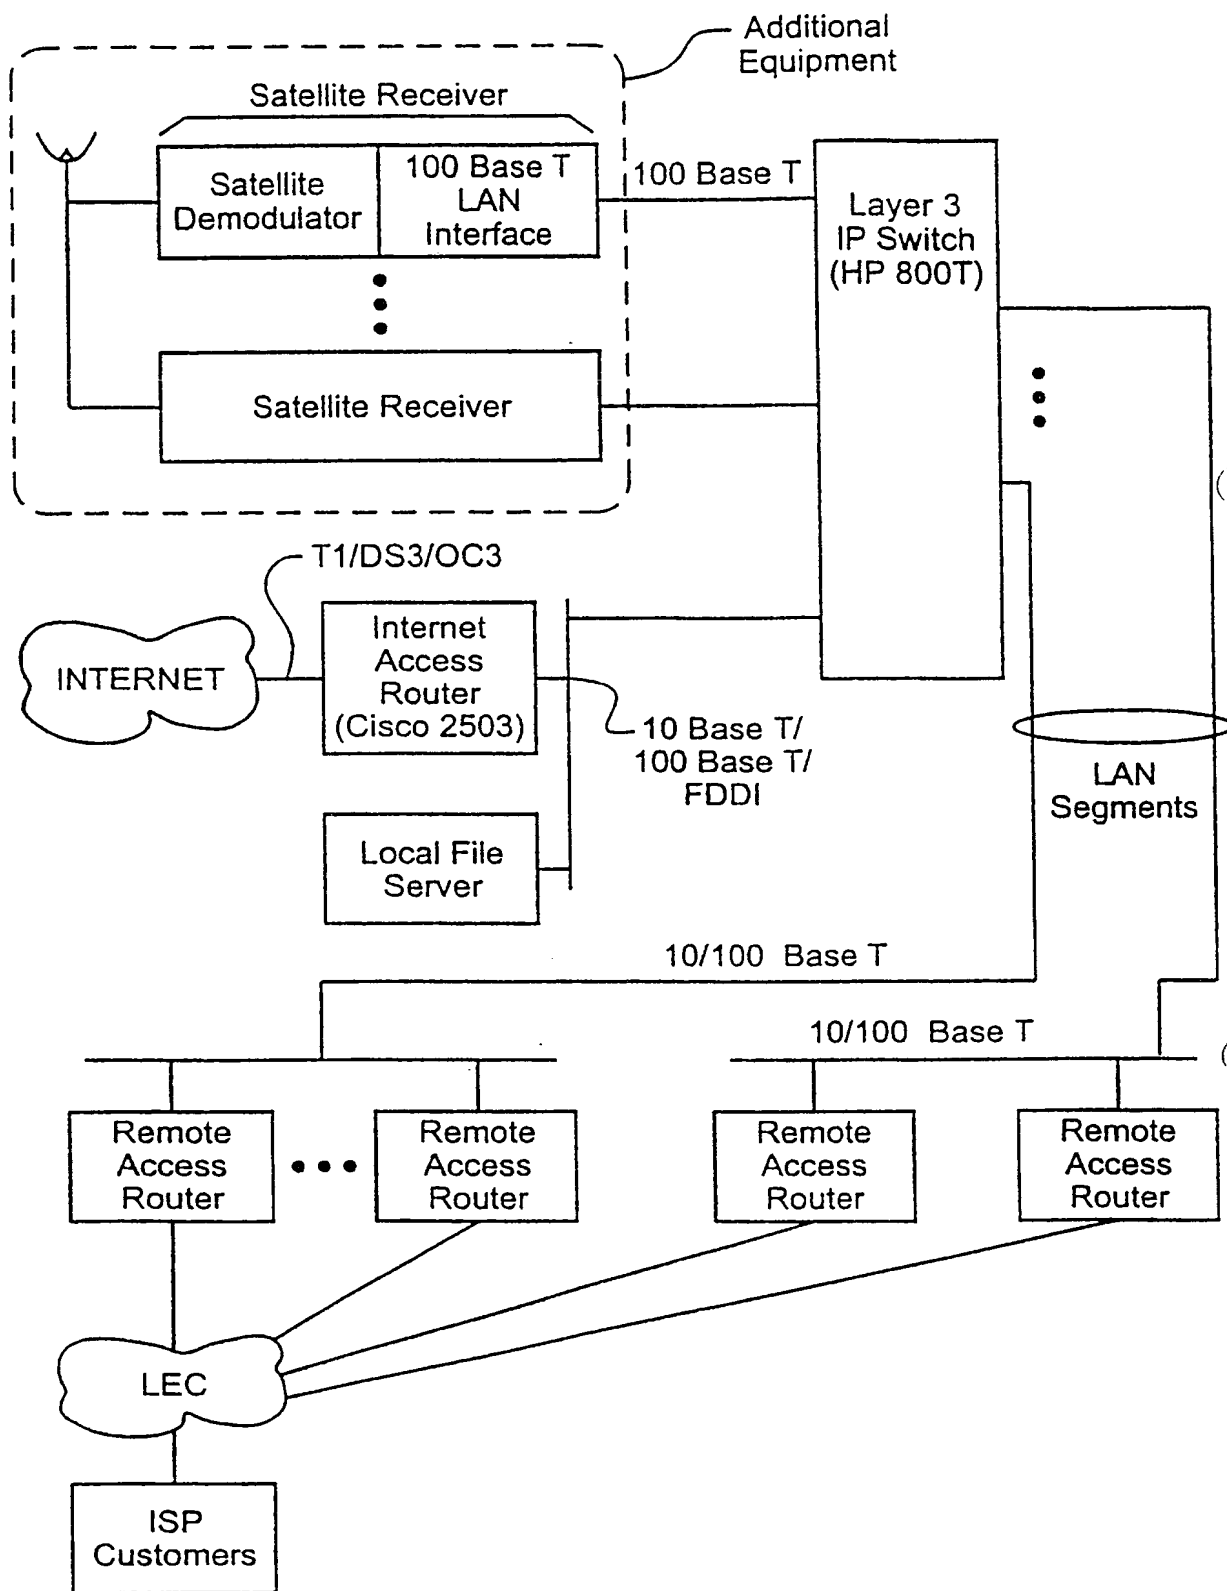 Additional
Equipment
Satellite Receiver
Satellite
Demodulator
100 Base T
LAN
Interface
100 Base T
Layer 3
IP Switch
(HP 800T)
Satellite Receiver
T1/DS3/OC3
INTERNET
Internet
Access
Router
(Cisco 2503)
10 Base T/
100 Base T/
FDDI
LAN
Segments
Local File
Server
10/100 Base T
10/100 Base T
Remote
Access
Router
Remote
Access
Router
Remote
Access
Router
Remote
Access
Router
LEC
ISP
Customers